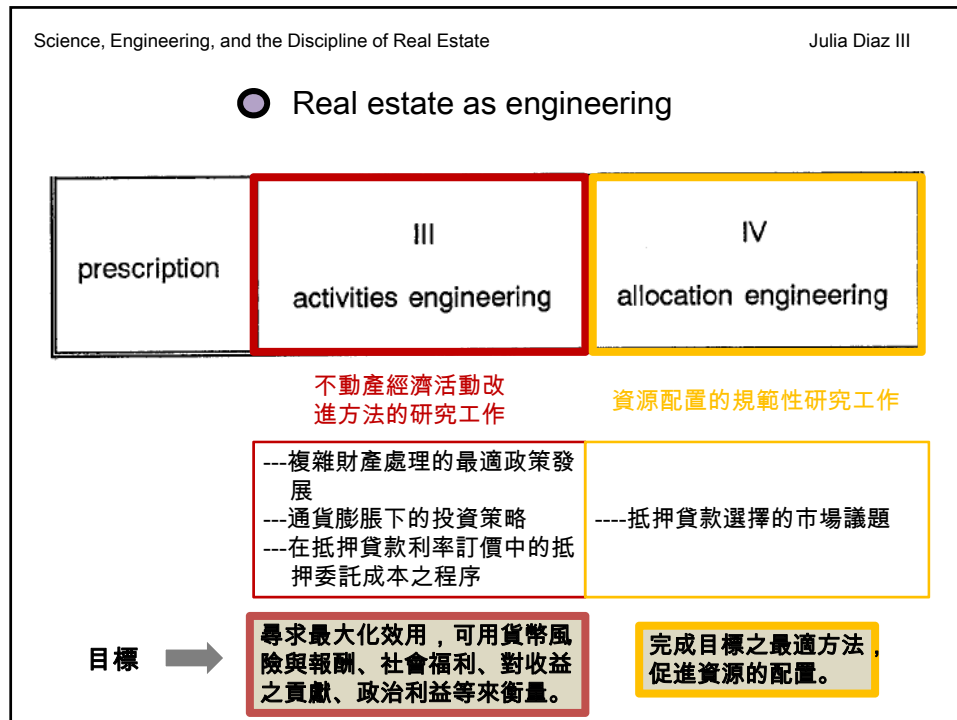 Science, Engineering, and the Discipline of Real Estate
Julia Diaz III
Real estate as engineering
prescription
III
activities engineering
IV
allocation engineering
不動產經濟活動改
進方法的研究工作
資源配置的規範性研究工作
---複雜財產處理的最適政策發
展
---通貨膨脹下的投資策略
---在抵押貸款利率訂價中的抵
押委託成本之程序
----抵押貸款選擇的市場議題
目標
尋求最大化效用，可用貨幣風
險與報酬、社會福利、對收益
之貢獻、政治利益等來衡量。
完成目標之最適方法，
促進資源的配置。